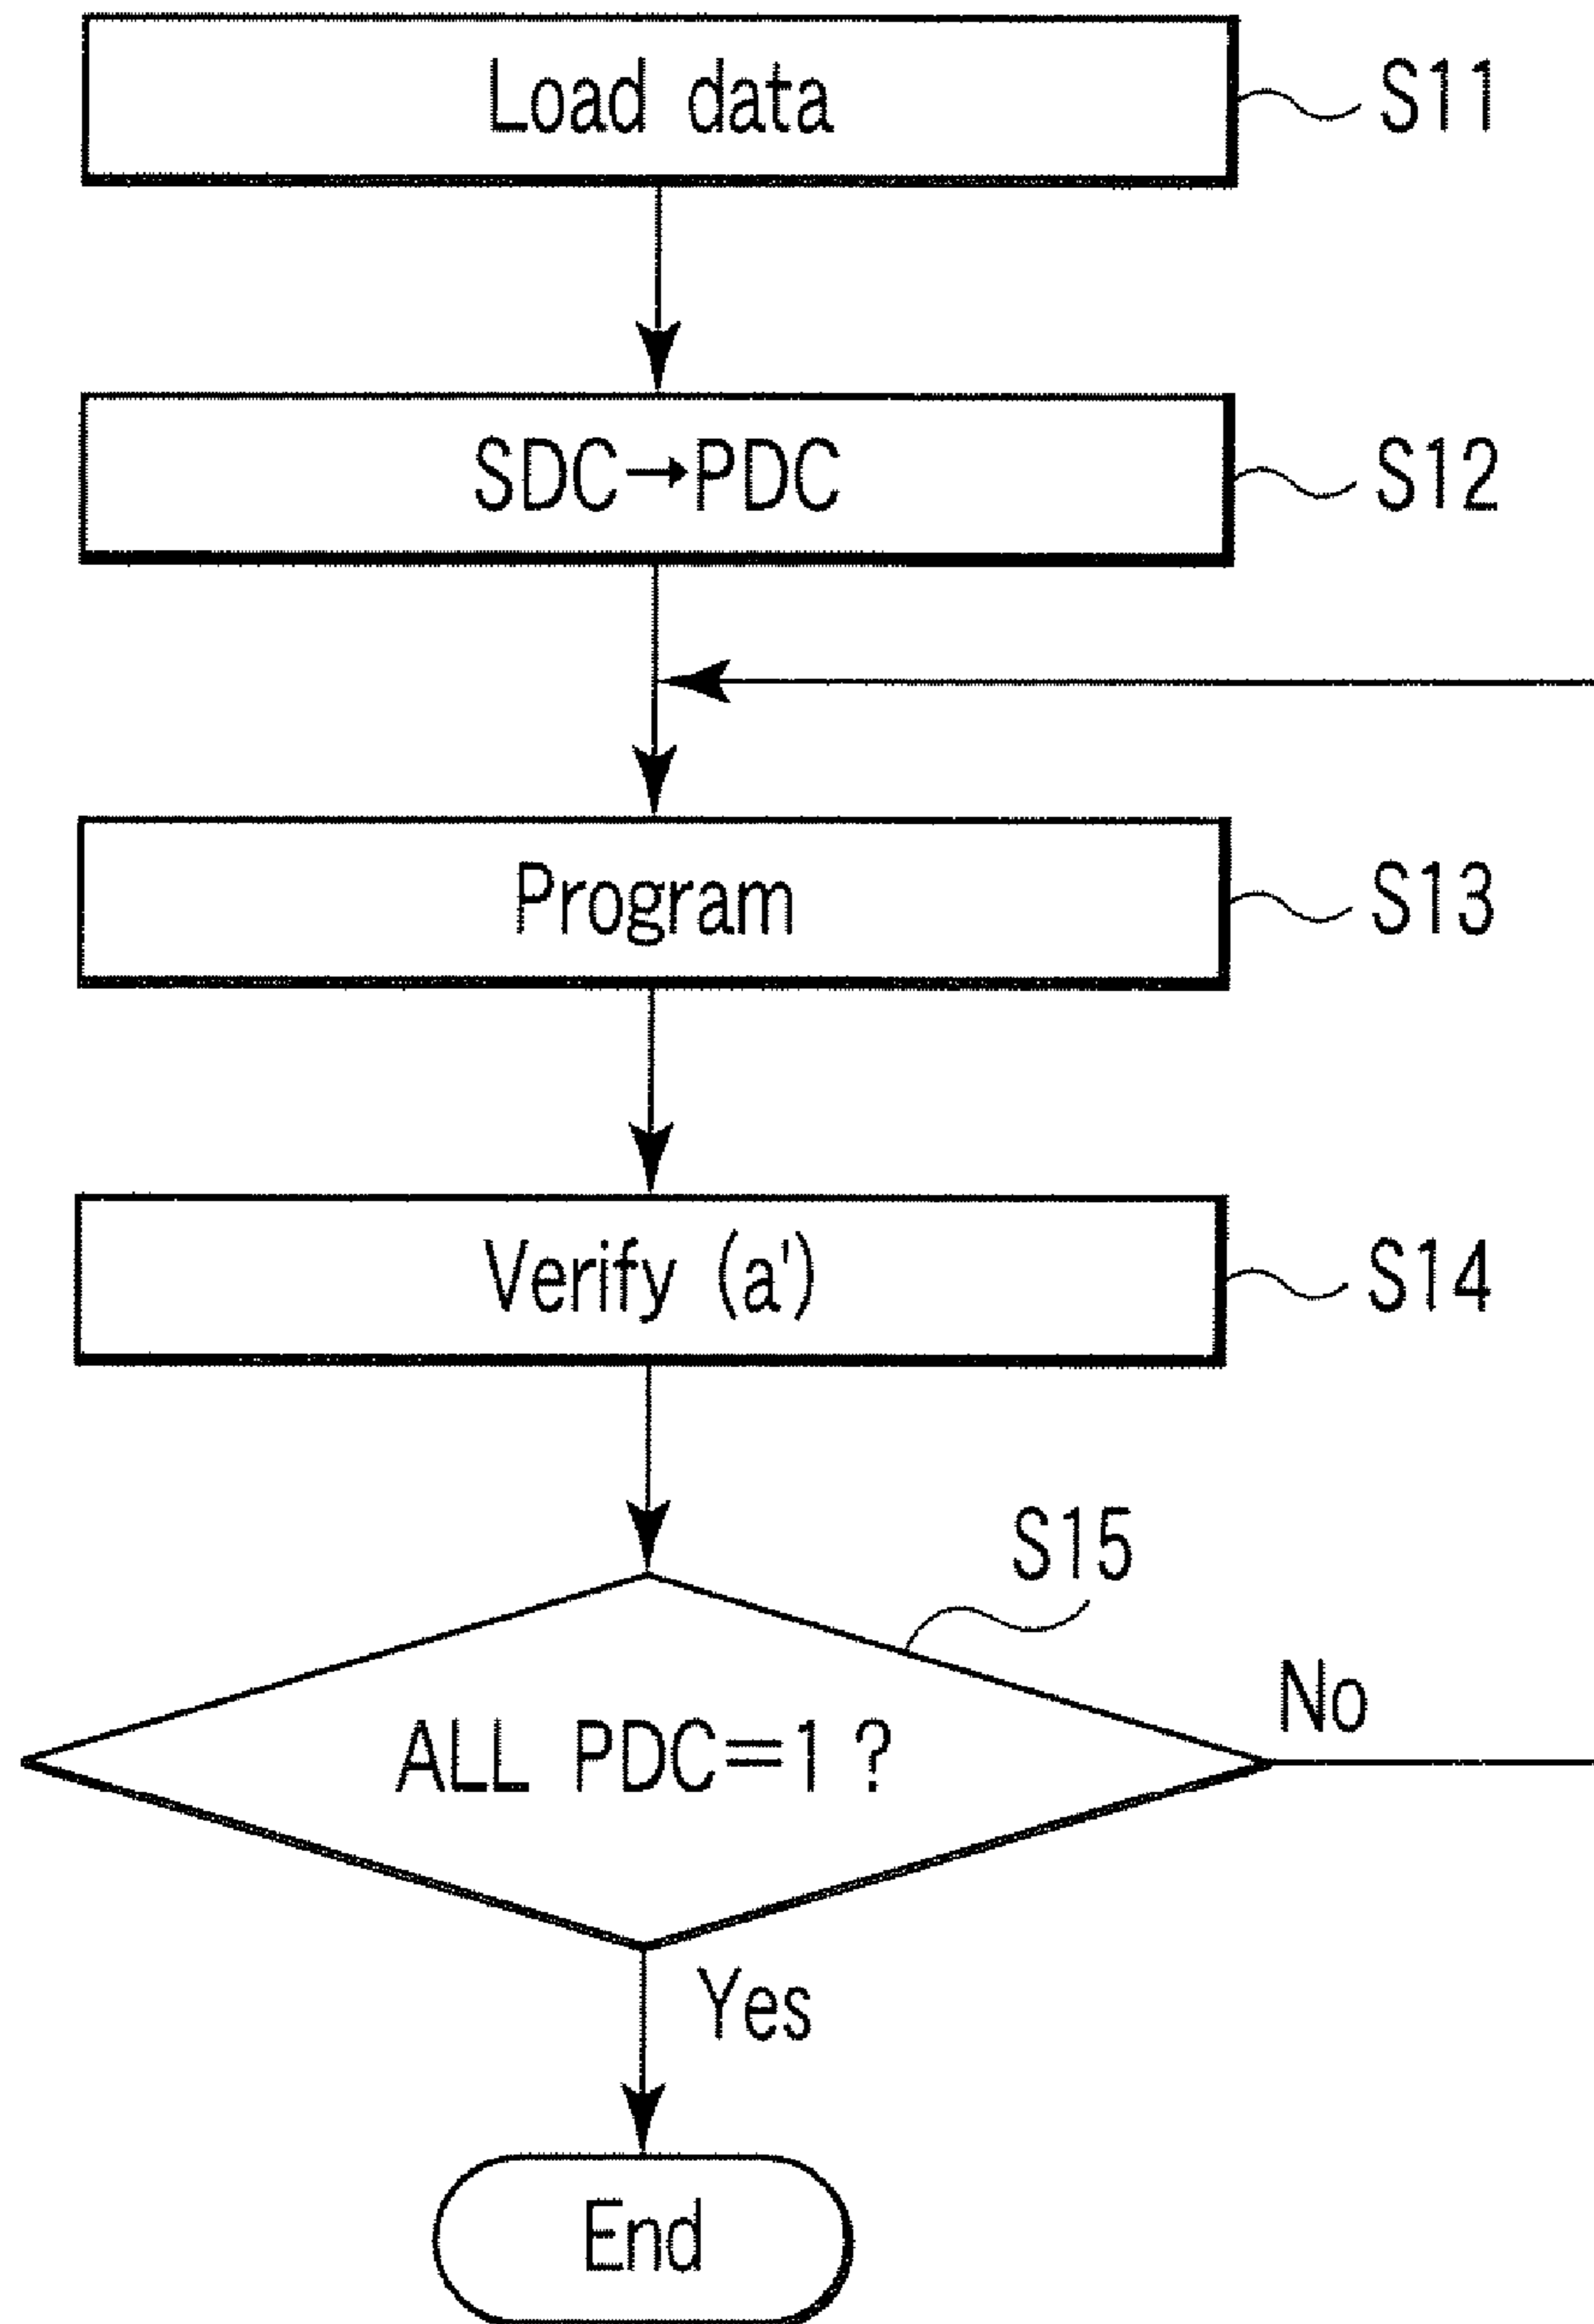 Load data
S11
SDC→PDC
S12
Program
S13
Verify (a')
S14
S15
ALL PDC=1 ?
No
Yes
End